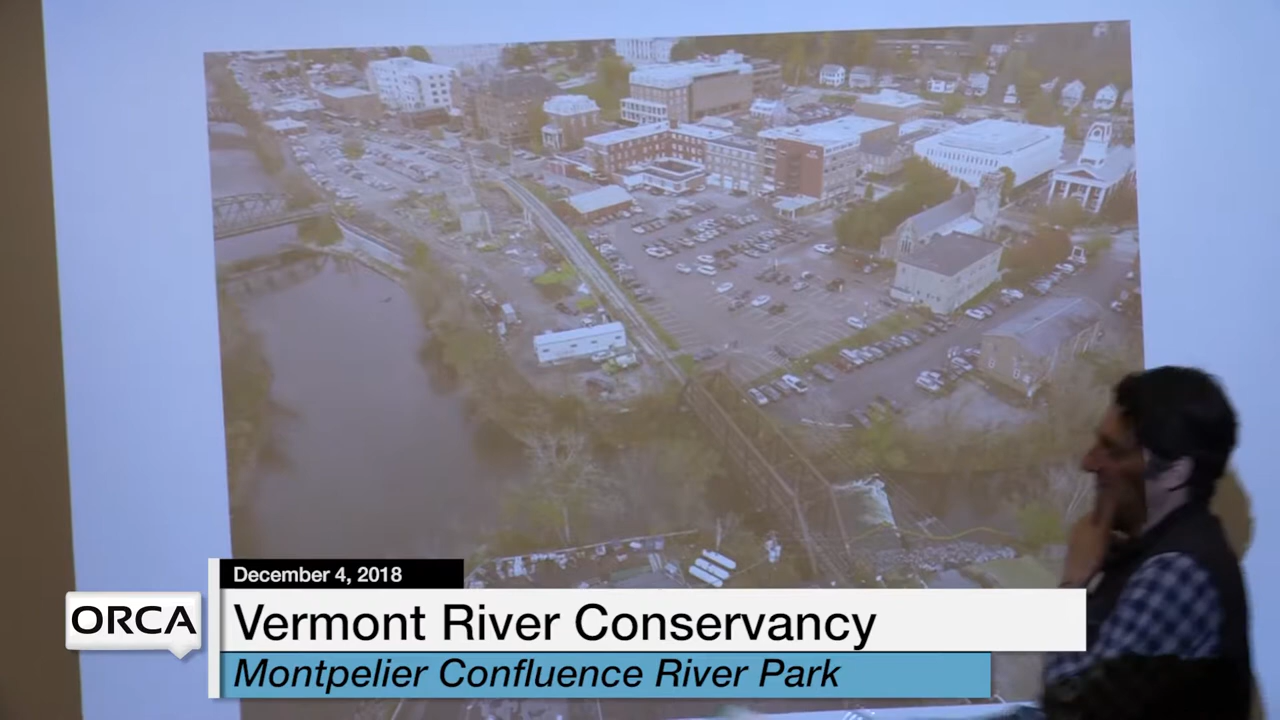 December 4, 2018
ORCA
Vermont River Conservancy
Montpelier Confluence River Park